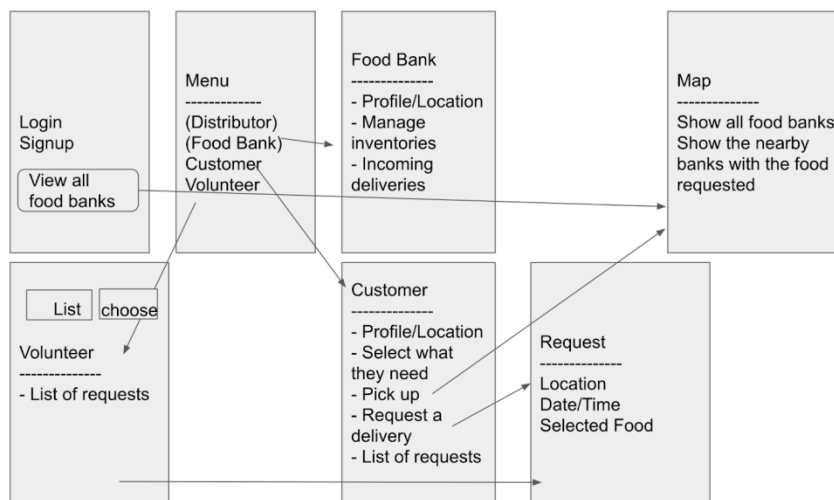 Login
Signup
View all
food banks
Menu
-------------
(Distributor)
(Food Bank)
Customer
Volunteer
Food Bank
--------------
- Profile/Location
- Manage
inventories
- Incoming
deliveries
Map
--------------
Show all food banks
Show the nearby
banks with the food
requested
List
choose
Volunteer
--------------
- List of requests
Customer
--------------
- Profile/Location
- Select what
they need
- Pick up
- Request a
delivery
- List of requests
Request
--------------
Location
Date/Time
Selected Food